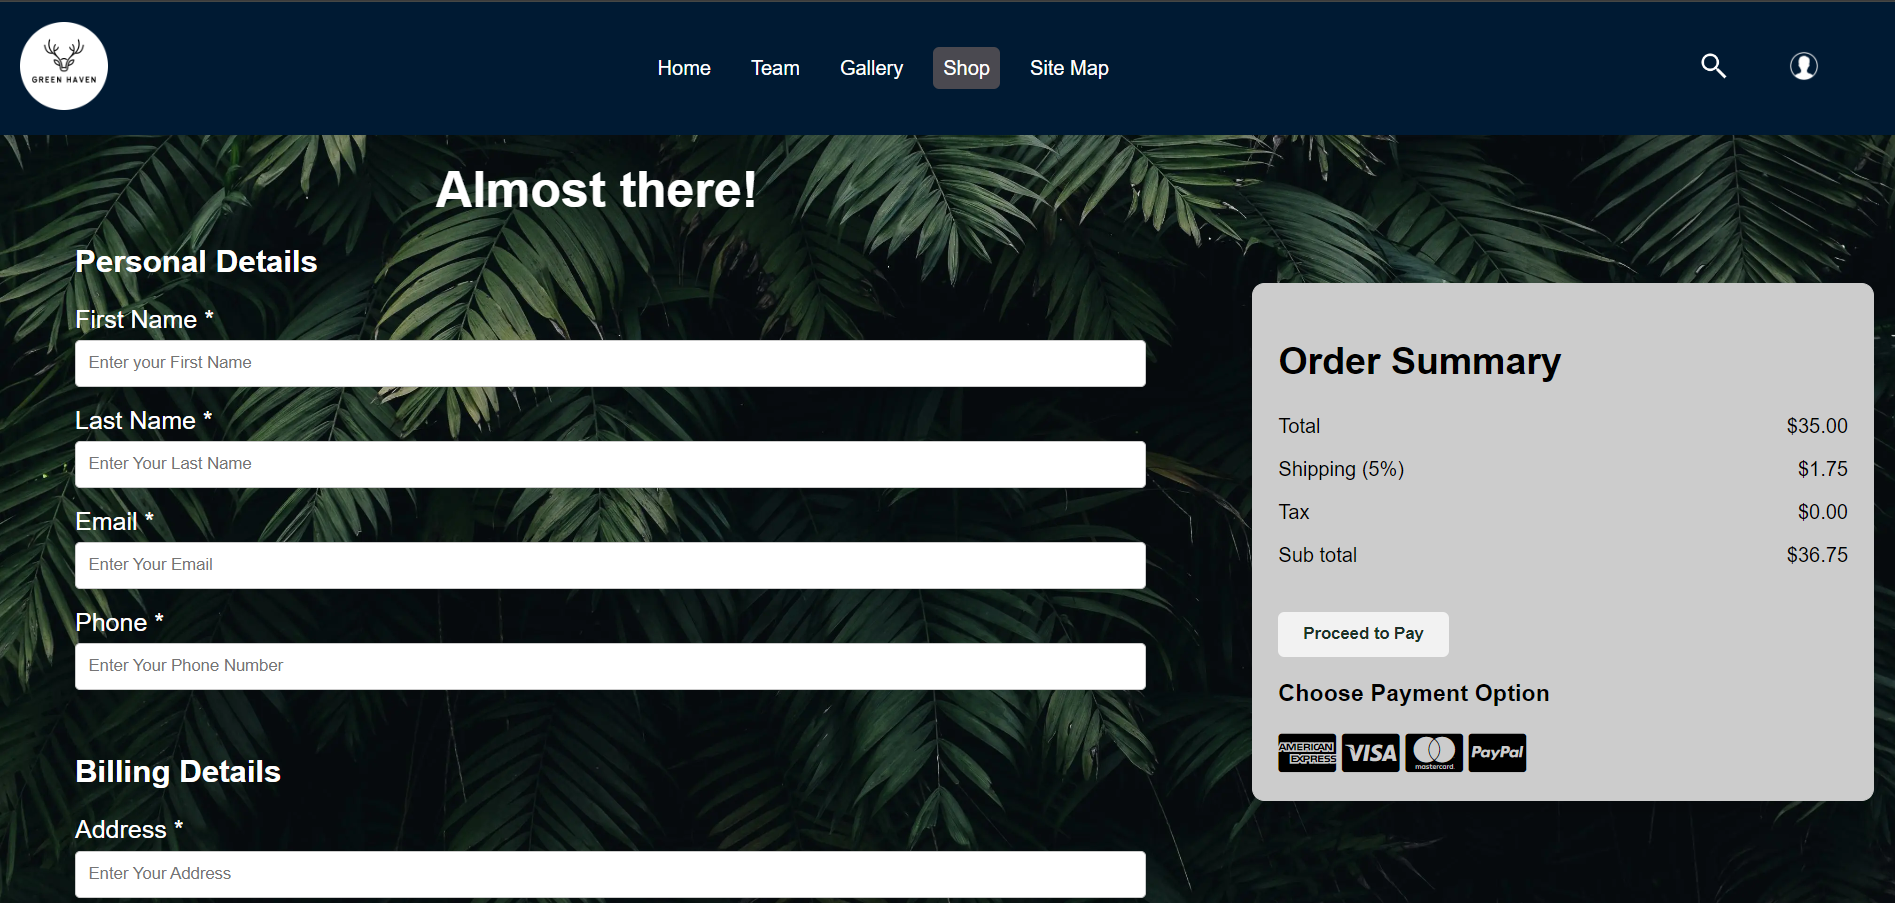 GREEN HAVEN
Home Team Gallery Shop Site Map
Almost there!
Personal Details
First Name *
Enter your First Name
Last Name *
Enter Your Last Name
Email *
Enter Your Email
Phone *
Enter Your Phone Number
Billing Details
Address *
Enter Your Address
Order Summary
Total $35.00
Shipping (5%) $1.75
Tax $0.00
Sub total $36.75
Proceed to Pay
Choose Payment Option
AMERICAN
EXPRESS
VISA
mastercard.
PayPal